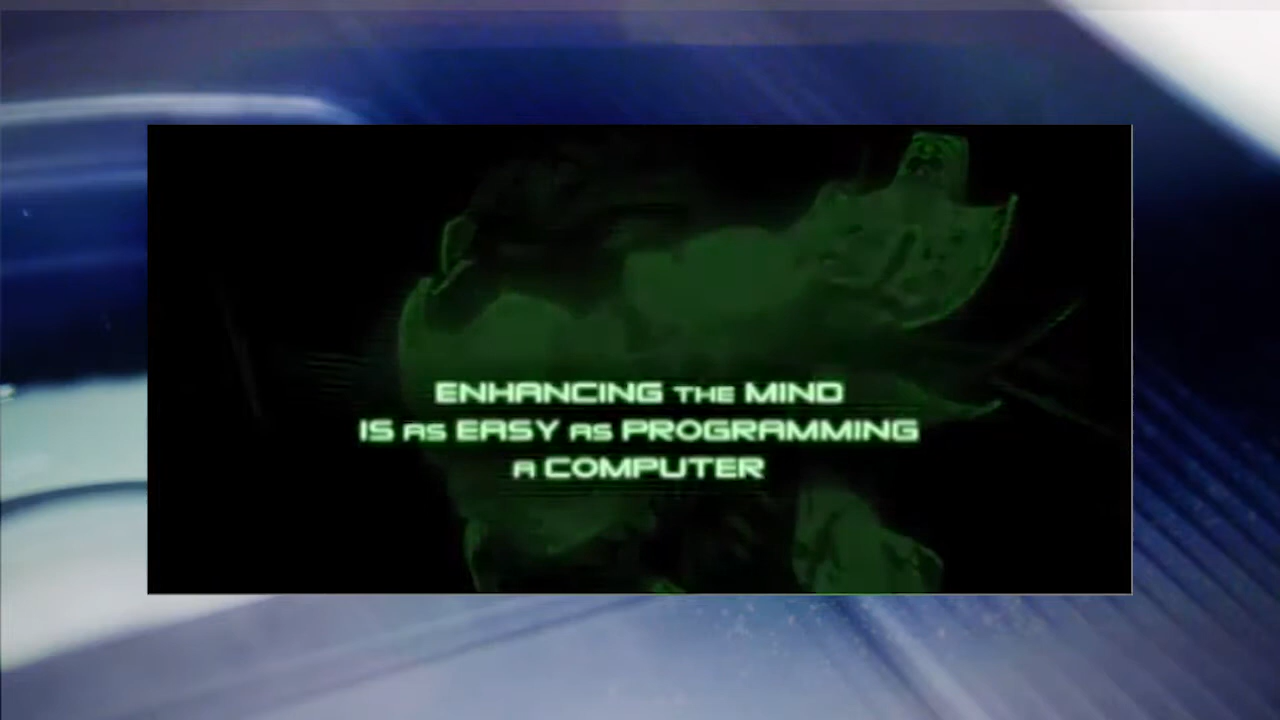 ENHANCING THE MIND
IS AS EASY AS PROGRAMMING
A COMPUTER